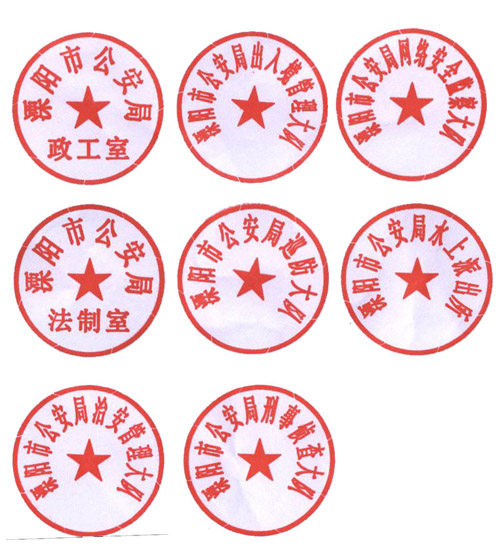 溧阳市公安局
政工室
溧阳市公安局出入境管理大队
溧阳市公安局网络安全监察大队
溧阳市公安局
法制室
溧阳市公安局巡防大队
溧阳市公安局水上派出所
溧阳市公安局治安管理大队
溧阳市公安局刑事侦查大队